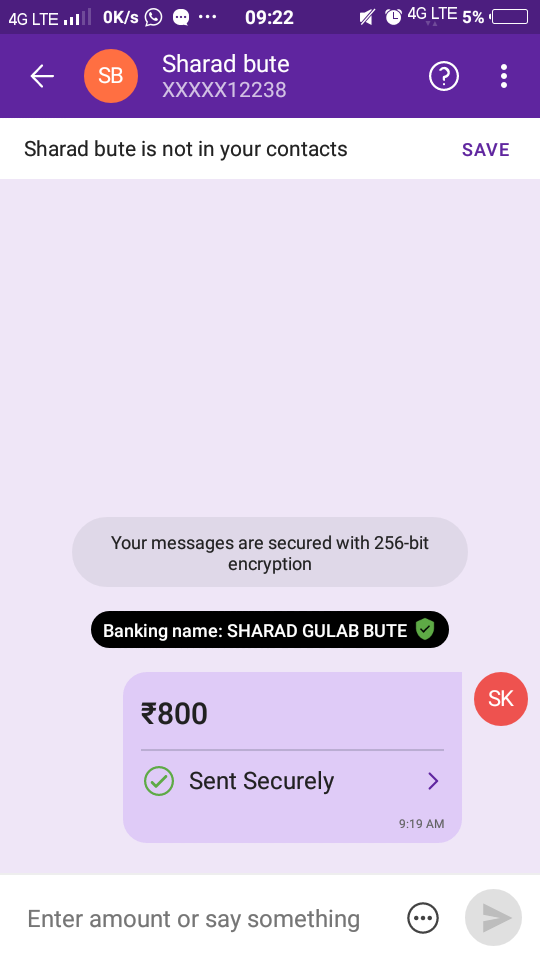 4G LTE 0K/s 09:22 4G LTE 5%
SB
Sharad bute
XXXXX12238
Sharad bute is not in your contacts SAVE
Your messages are secured with 256-bit
encryption
Banking name: SHARAD GULAB BUTE
₹800
SK
Sent Securely
9:19 AM
Enter amount or say something